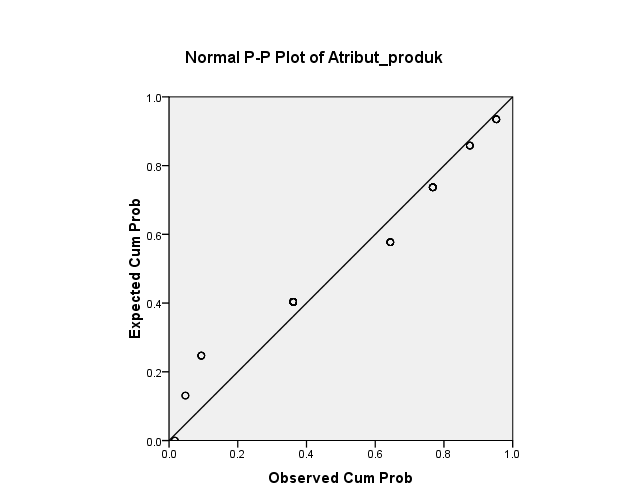 Normal P-P Plot of Atribut_produk
1.0
0.8
0.6
0.4
0.2
0.0
Expected Cum Prob
0.0 0.2 0.4 0.6 0.8 1.0
Observed Cum Prob